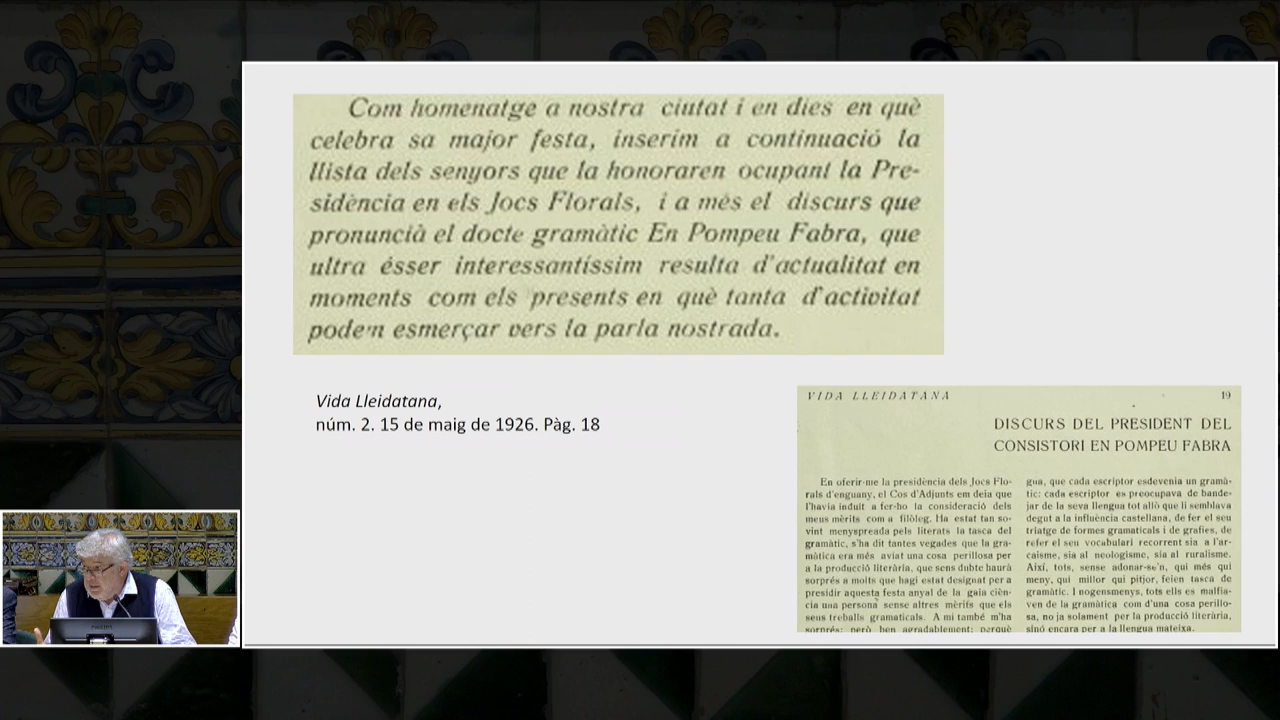 Com homenatge a nostra ciutat i en dies en què
celebra sa major festa, inserim a continuació la
llista dels senyors que la honoraren ocupant la Pre-
sidència en els Jocs Florals, i a més el discurs que
pronuncià el docte gramàtic En Pompeu Fabra, que
ultra ésser interessantíssim resulta d'actualitat en
moments com els presents en què tanta d'activitat
poden esmerçar vers la parla nostrada.
Vida Lleidatana,
núm. 2. 15 de maig de 1926. Pàg. 18
VIDA LLEIDATANA 19
DISCURS DEL PRESIDENT DEL
CONSISTORI EN POMPEU FABRA
En oferir-me la presidència dels Jocs Flo-
rals d'enguany, el Cos d'Adjunts em deia que
l'havia induit a fer-ho la consideració dels
meus mèrits com a filòleg. Ha estat tan so-
vint menyspreada pels literats la tasca del
gramàtic, s'ha dit tantes vegades que la gra-
màtica era més aviat una cosa perillosa per
a la producció literària, que sens dubte haurà
sorprés a molts que hagi estat designat per a
presidir aquesta festa anyal de la gaia cièn-
cia una persona sense altres mèrits que els
seus treballs gramaticals. A mi també m'ha
sorprés; però ben agradablement; perquè
gua, que cada escriptor esdevenia un gramà-
tic: cada escriptor es preocupava de bande-
jar de la seva llengua tot allò que li semblava
degut a la influència castellana, de fer el seu
triatge de formes gramaticals i de grafies, de
refer el seu vocabulari recorrent sia a l'ar-
caisme, sia al neologisme, sia al ruralisme.
Així, tots, sense adonar-se'n, qui més qui
meny, qui millor qui pitjor, feien tasca de
gramàtic. I nogensmenys, tots ells es malfia-
ven de la gramàtica com d'una cosa perillo-
sa, no ja solament per la producció literària,
sinó encara per a la llengua mateixa.
PHILIPS